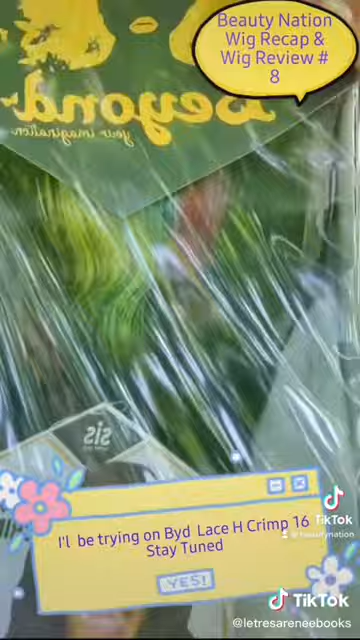 Beauty Nation
Wig Recap &
Wig Review #
8
Beyond
your imagination
sis
I'l be trying on Byd Lace H Crimp 16
Stay Tuned
YES!
TikTok
TikTok
@letresareneebooks